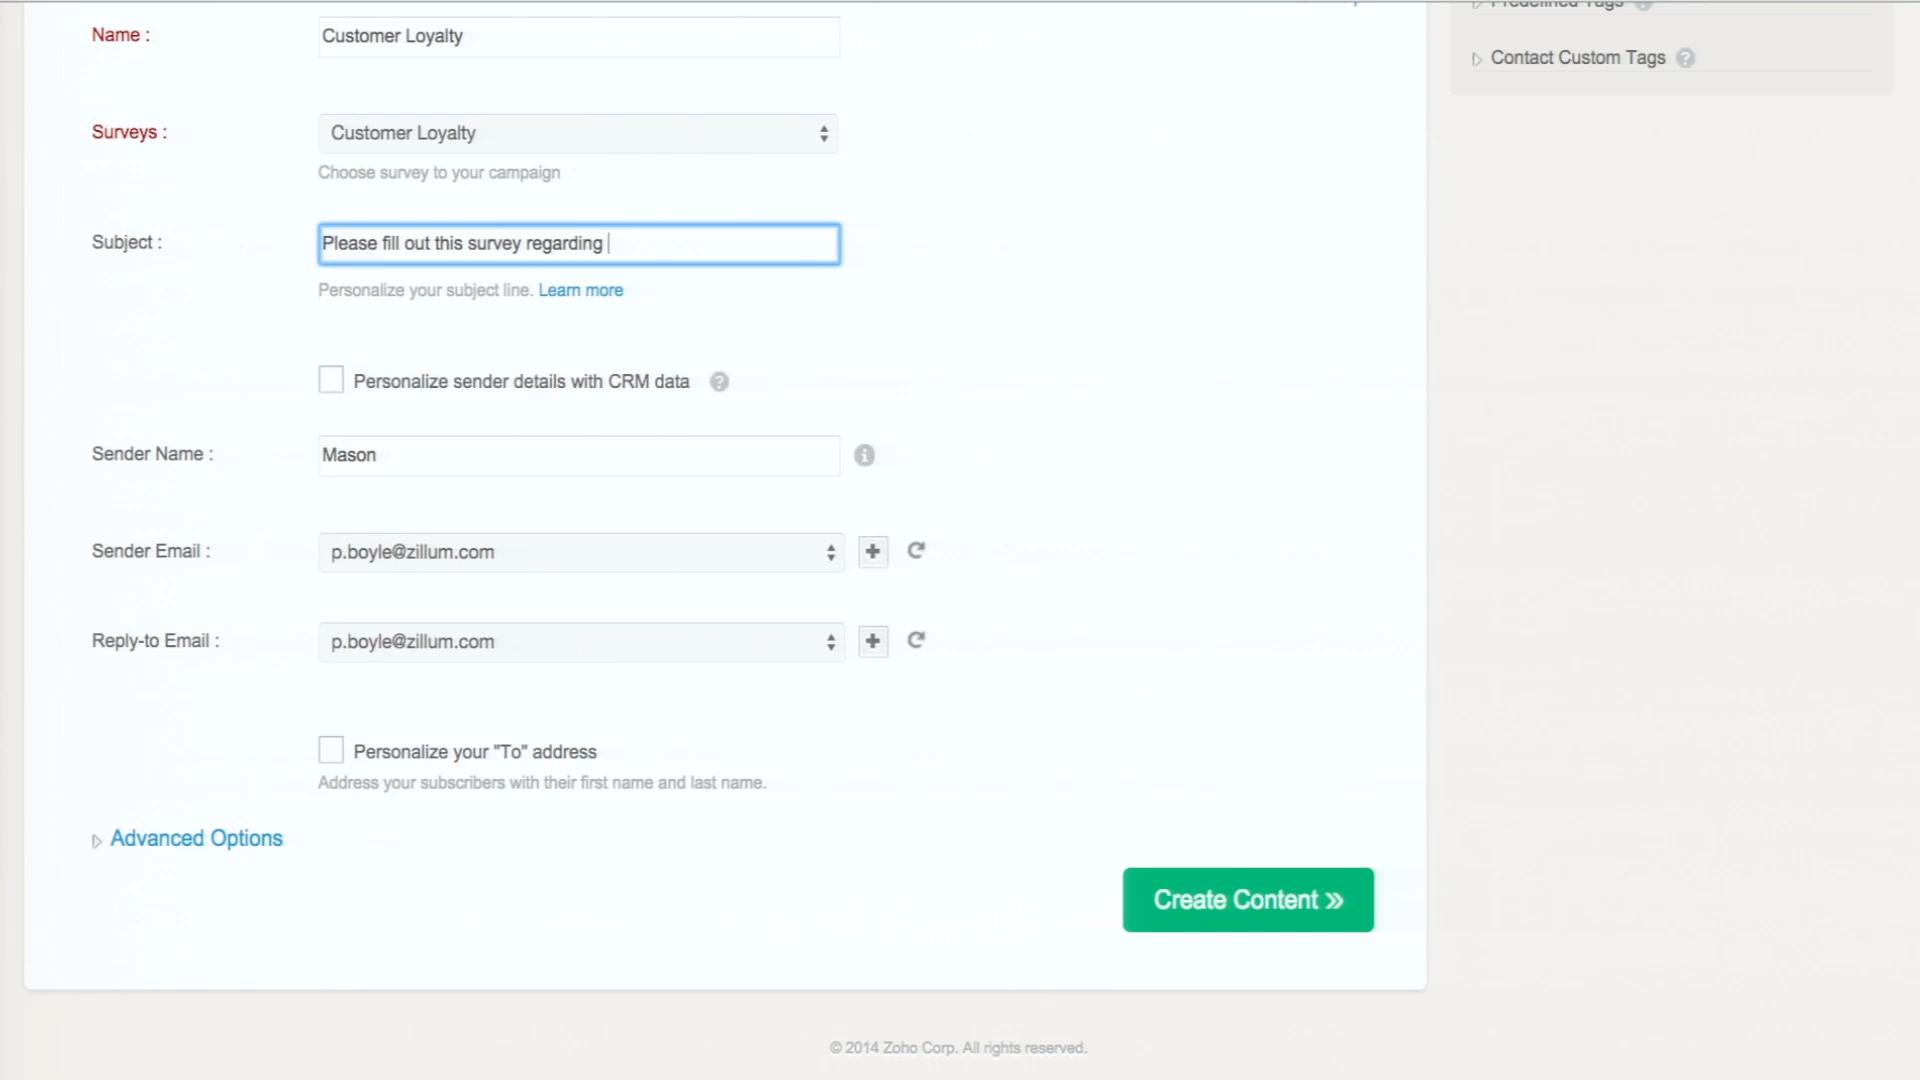 Name :
Customer Loyalty
Predefined Tags
Contact Custom Tags
Surveys :
Customer Loyalty
Choose survey to your campaign
Subject :
Please fill out this survey regarding
Personalize your subject line. Learn more
Personalize sender details with CRM data
Sender Name :
Mason
Sender Email :
p.boyle@zillum.com
Reply-to Email :
p.boyle@zillum.com
Personalize your "To" address
Address your subscribers with their first name and last name.
Advanced Options
Create Content »
© 2014 Zoho Corp. All rights reserved.